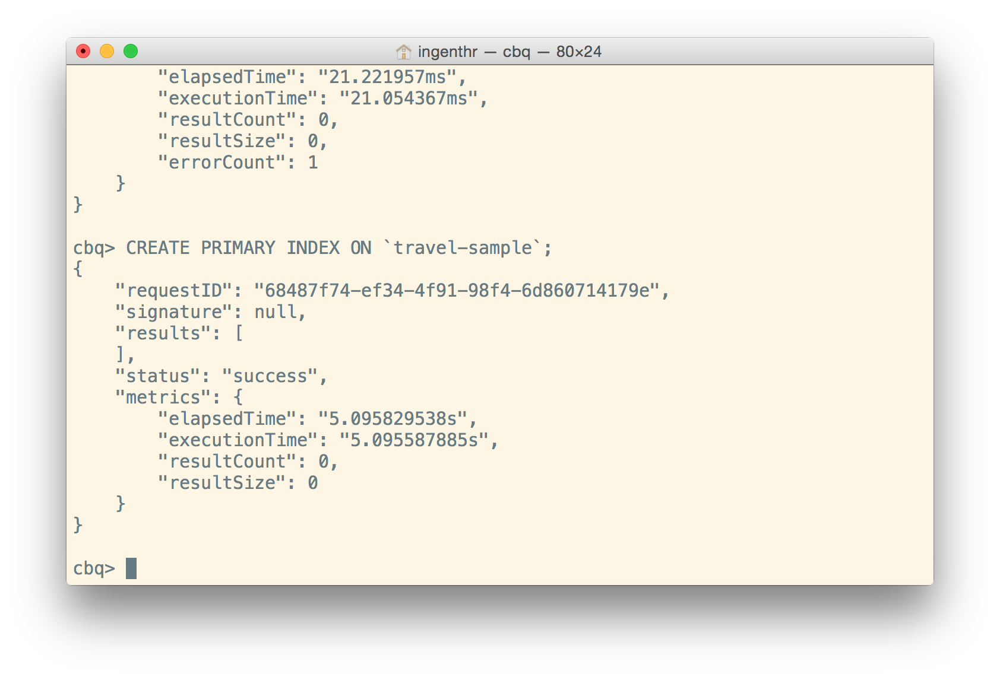 ingenthr — cbq — 80×24
        "elapsedTime": "21.221957ms",
        "executionTime": "21.054367ms",
        "resultCount": 0,
        "resultSize": 0,
        "errorCount": 1
    }
}

cbq> CREATE PRIMARY INDEX ON `travel-sample`;
{
    "requestID": "68487f74-ef34-4f91-98f4-6d860714179e",
    "signature": null,
    "results": [
    ],
    "status": "success",
    "metrics": {
        "elapsedTime": "5.095829538s",
        "executionTime": "5.095587885s",
        "resultCount": 0,
        "resultSize": 0
    }
}

cbq>